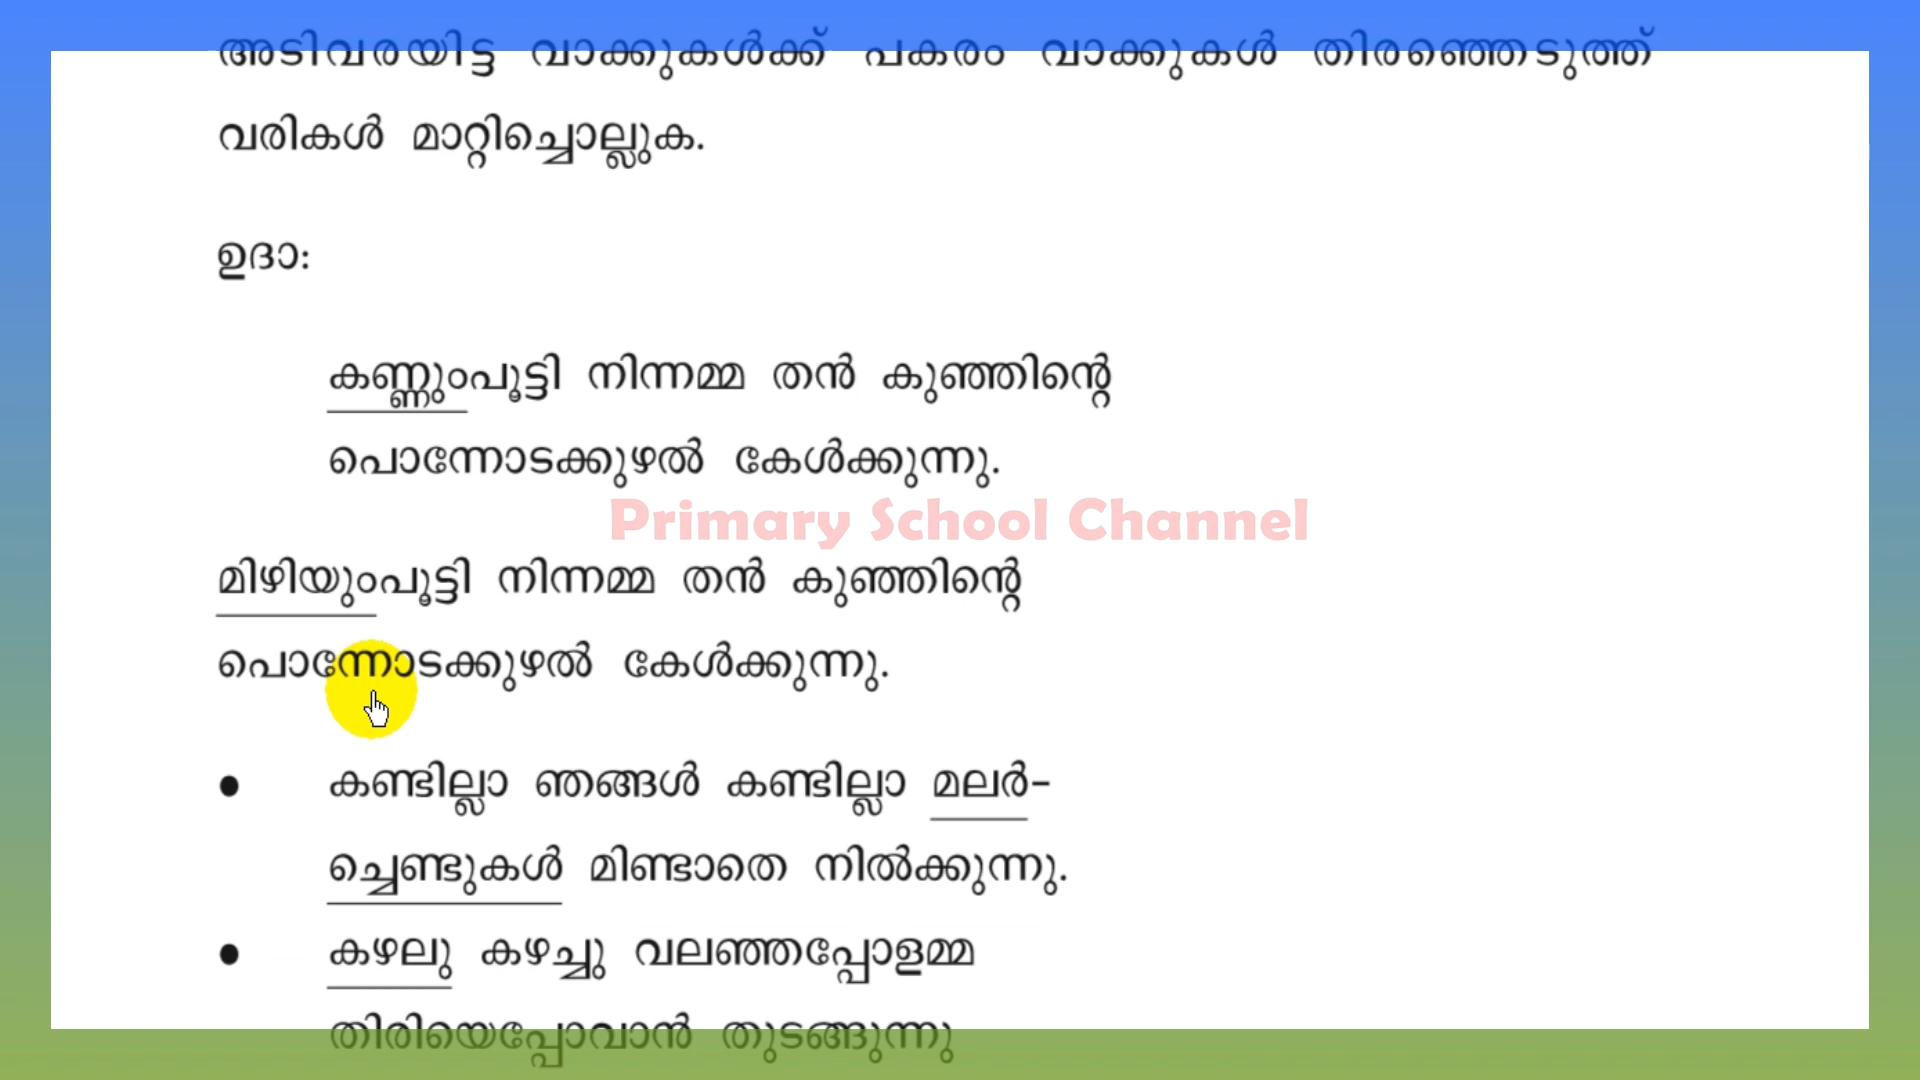 അടിവരയിട്ട വാക്കുകൾക്ക് പകരം വാക്കുകൾ തിരഞ്ഞെടുത്ത്
വരികൾ മാറ്റിച്ചൊല്ലുക.
ഉദാ:
കണ്ണുംപൂട്ടി നിന്നമ്മ തൻ കുഞ്ഞിന്റെ
പൊന്നോടക്കുഴൽ കേൾക്കുന്നു.
Primary School Channel
മിഴിയുംപൂട്ടി നിന്നമ്മ തൻ കുഞ്ഞിന്റെ
പൊന്നോടക്കുഴൽ കേൾക്കുന്നു.
● കണ്ടില്ലാ ഞങ്ങൾ കണ്ടില്ലാ മലർ-
ച്ചെണ്ടുകൾ മിണ്ടാതെ നിൽക്കുന്നു.
● കഴലു കഴച്ചു വലഞ്ഞപ്പോളമ്മ
തിരിയെപ്പോവാൻ തുടങ്ങുന്നു